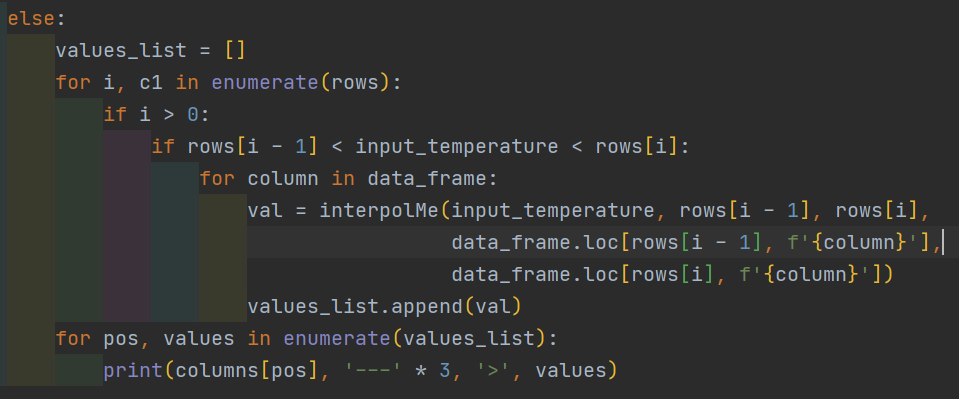 else:
    values_list = []
    for i, c1 in enumerate(rows):
        if i > 0:
            if rows[i - 1] < input_temperature < rows[i]:
                for column in data_frame:
                    val = interpolMe(input_temperature, rows[i - 1], rows[i],
                                     data_frame.loc[rows[i - 1], f'{column}'],
                                     data_frame.loc[rows[i], f'{column}'])
                    values_list.append(val)
    for pos, values in enumerate(values_list):
        print(columns[pos], '---' * 3, '>', values)